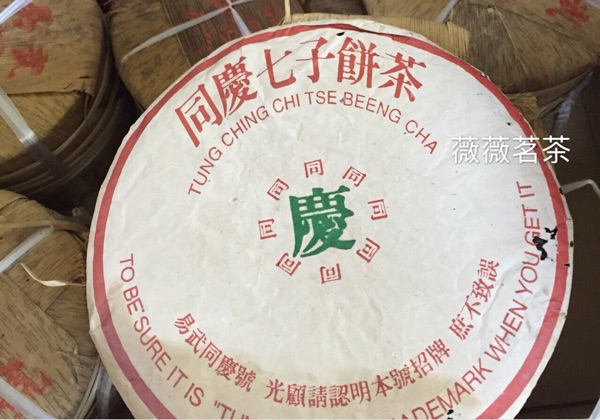 同慶七子餅茶
TUNG CHING CHI TSE BEENG CHA
薇薇茗茶
同同同同同同同同
慶
易武同慶號 光顧請認明本號招牌 庶不致誤
TO BE SURE IT IS "TU ADEMARK WHEN YOU GET IT